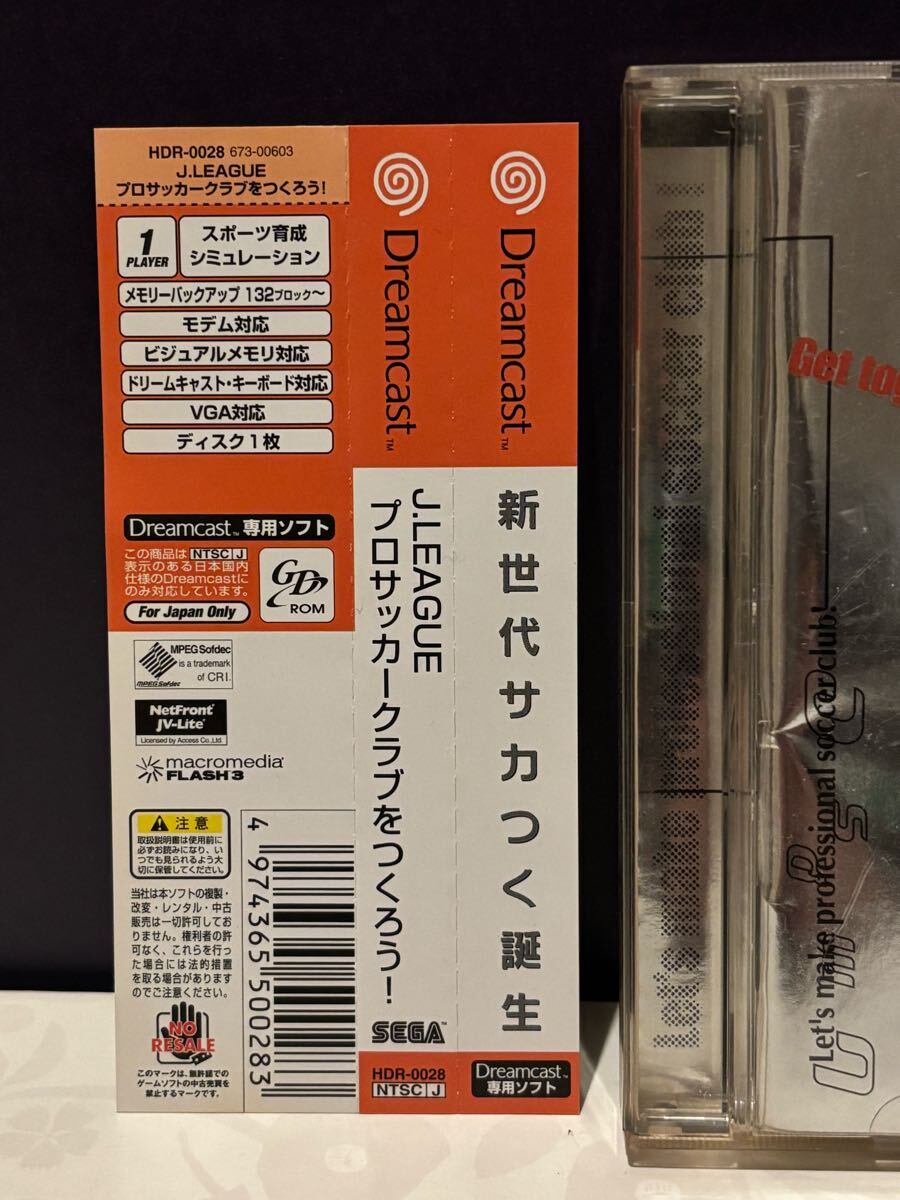 HDR-0028 673-00603
J.LEAGUE
プロサッカークラブをつくろう!
1
PLAYER
スポーツ育成
シミュレーション
メモリーバックアップ 132ブロック〜
モデム対応
ビジュアルメモリ対応
ドリームキャスト・キーボード対応
VGA対応
ディスク1枚
Dreamcast™ 専用ソフト
この商品は NTSC J
表示のある日本国内
仕様のDreamcastに
のみ対応しています。
For Japan Only
GD
ROM
MPEG Sofdec
is a trademark
of CRI.
MPEG Sofdec
NetFront®
JV-Lite®
Licensed by Access Co.,Ltd.
macromedia®
FLASH 3
注意
取扱説明書は使用前に
必ずお読みになり、い
つでも見られるよう大
切に保管してください。
当社は本ソフトの複製・
改変・レンタル・中古
販売は一切許可してお
りません。権利者の許
可なく、これらを行っ
た場合には法的措置
を取る場合があります
のでご注意ください。
NO
RESALE
このマークは、無許諾での
ゲームソフトの中古売買を
禁止するマークです。
4 974365 500283
Dreamcast™
J.LEAGUE
プロサッカークラブをつくろう!
SEGA™
HDR-0028
NTSC J
Dreamcast™
新世代サカつく誕生
Dreamcast™
専用ソフト
Let's make professional soccer club!
Get tog
Let's make professional soccer club!